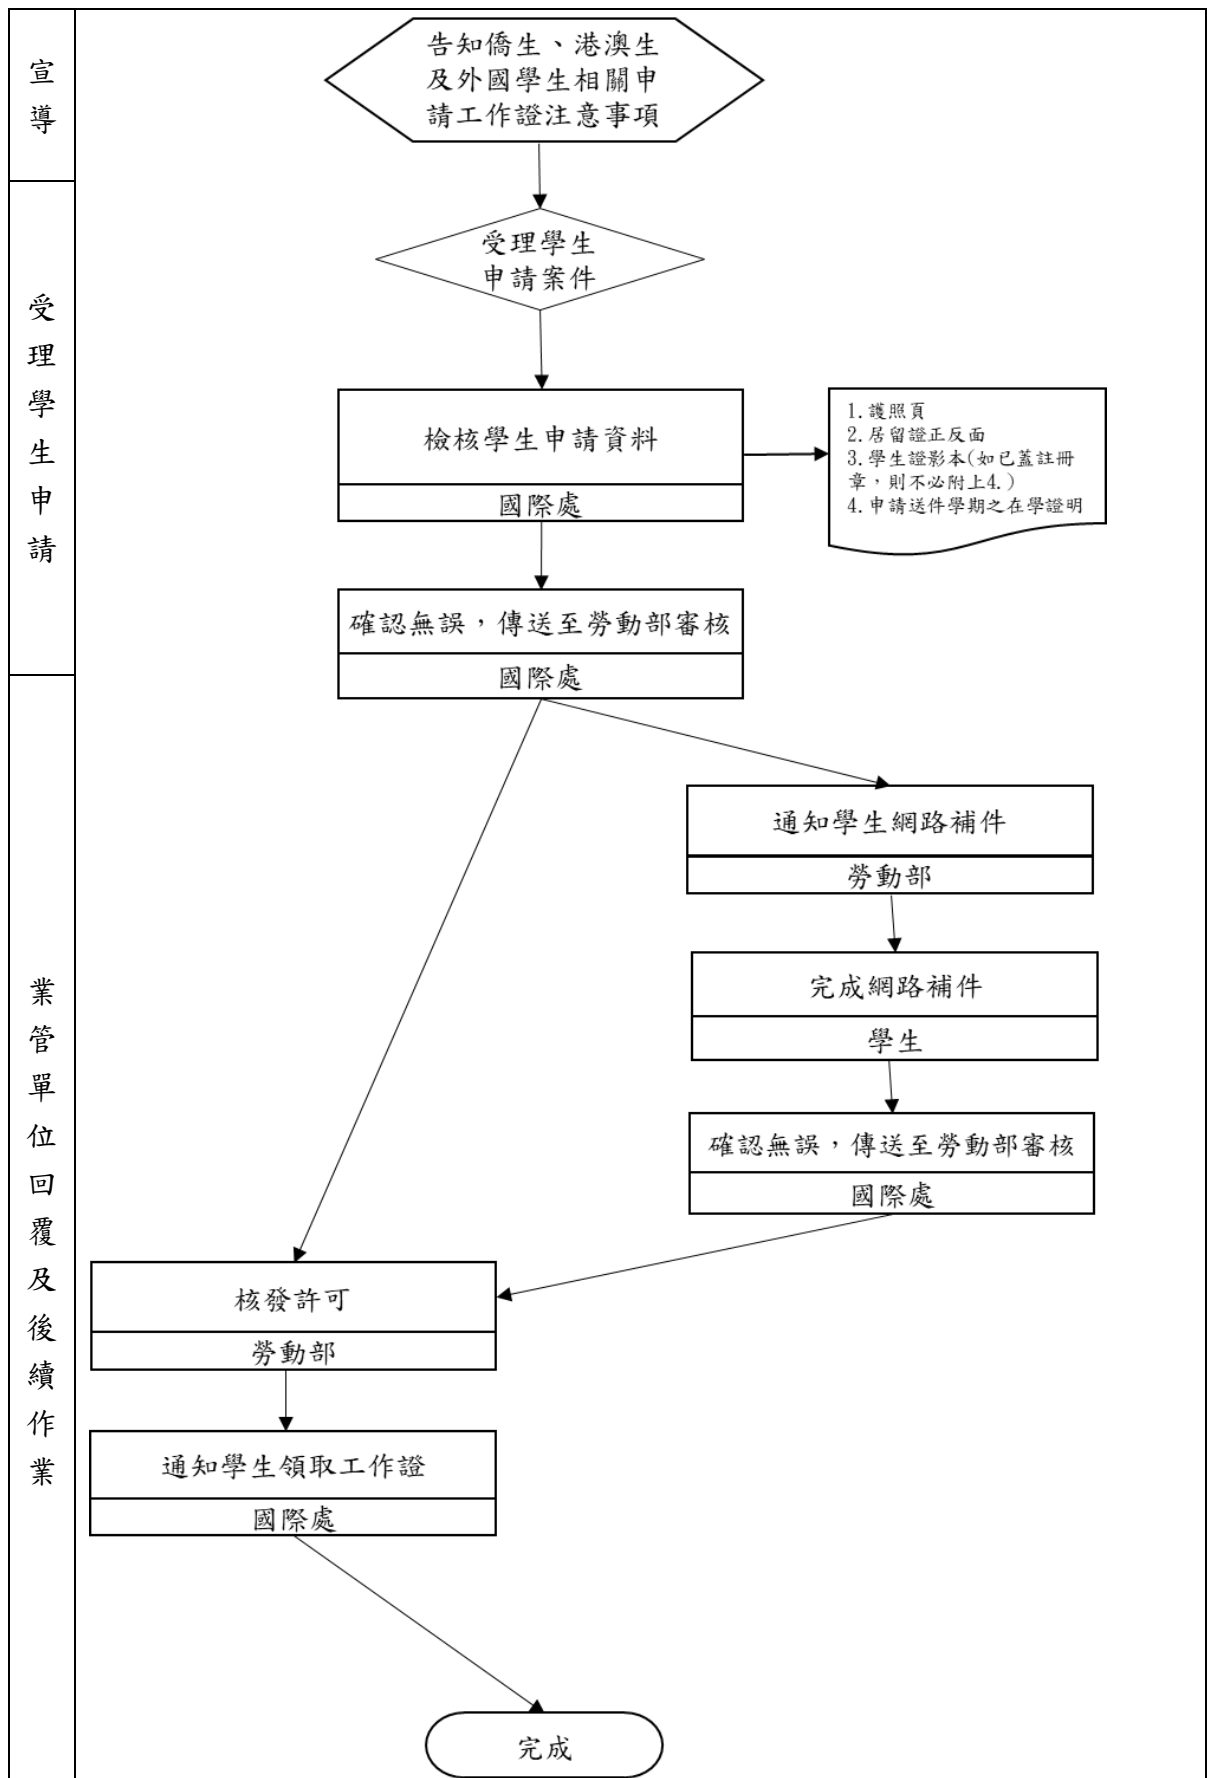 宣導
告知僑生、港澳生
及外國學生相關申
請工作證注意事項
受理學生申請
受理學生
申請案件
檢核學生申請資料
國際處
1.護照頁
2.居留證正反面
3.學生證影本(如已蓋註冊
章，則不必附上4.)
4.申請送件學期之在學證明
確認無誤，傳送至勞動部審核
國際處
業管單位回覆及後續作業
通知學生網路補件
勞動部
完成網路補件
學生
確認無誤，傳送至勞動部審核
國際處
核發許可
勞動部
通知學生領取工作證
國際處
完成